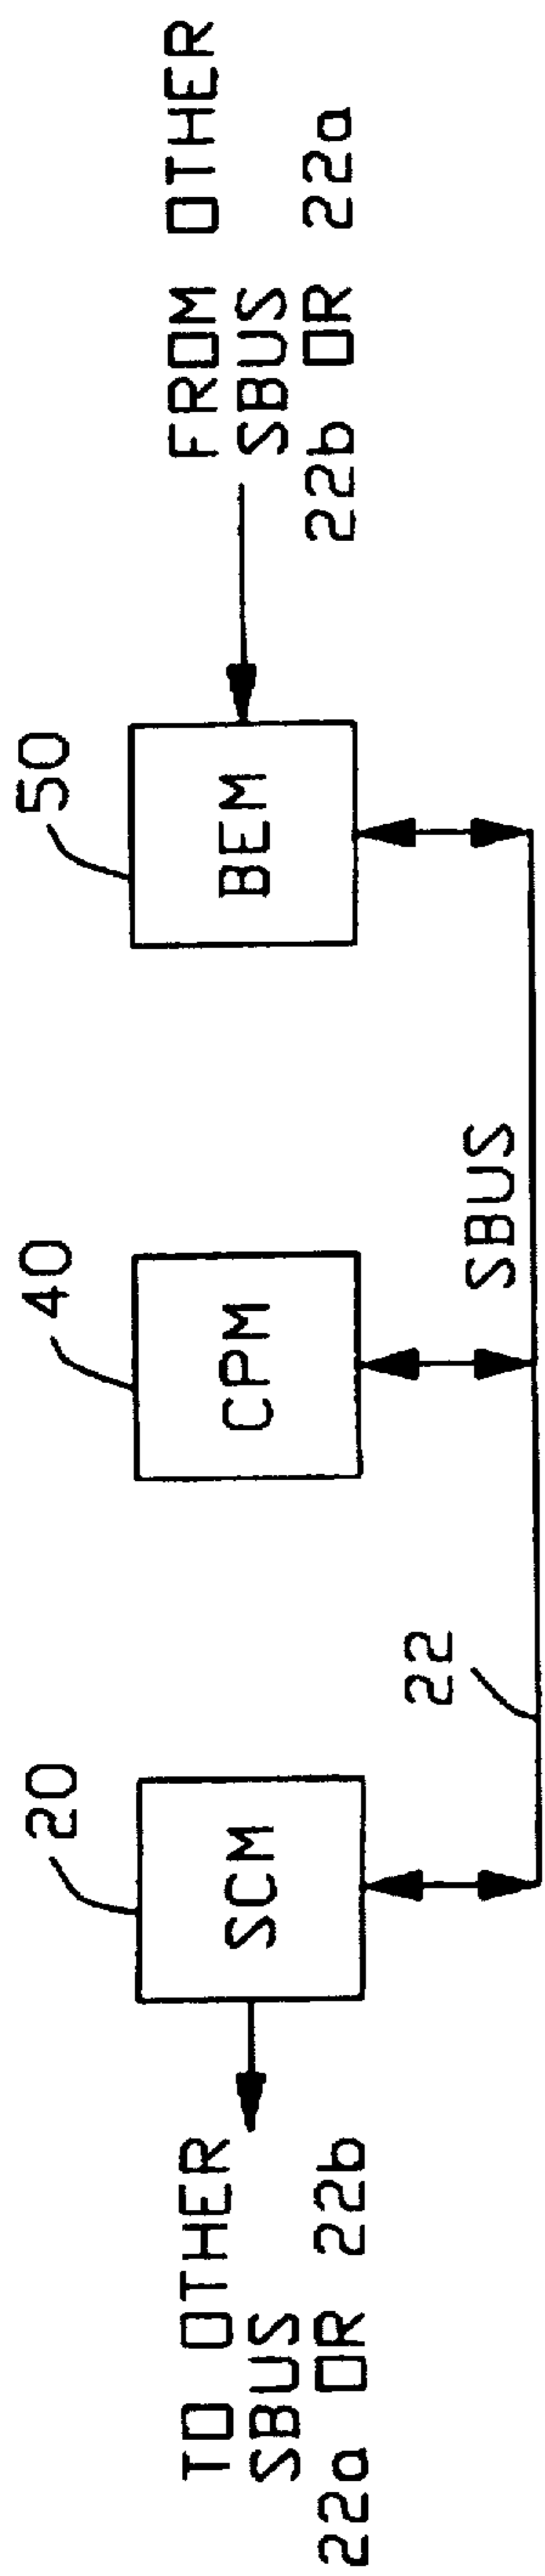 TO OTHER
SBUS
22a OR 22b
20
SCM
22
40
CPM
SBUS
50
BEM
FROM OTHER
SBUS
22b OR 22a